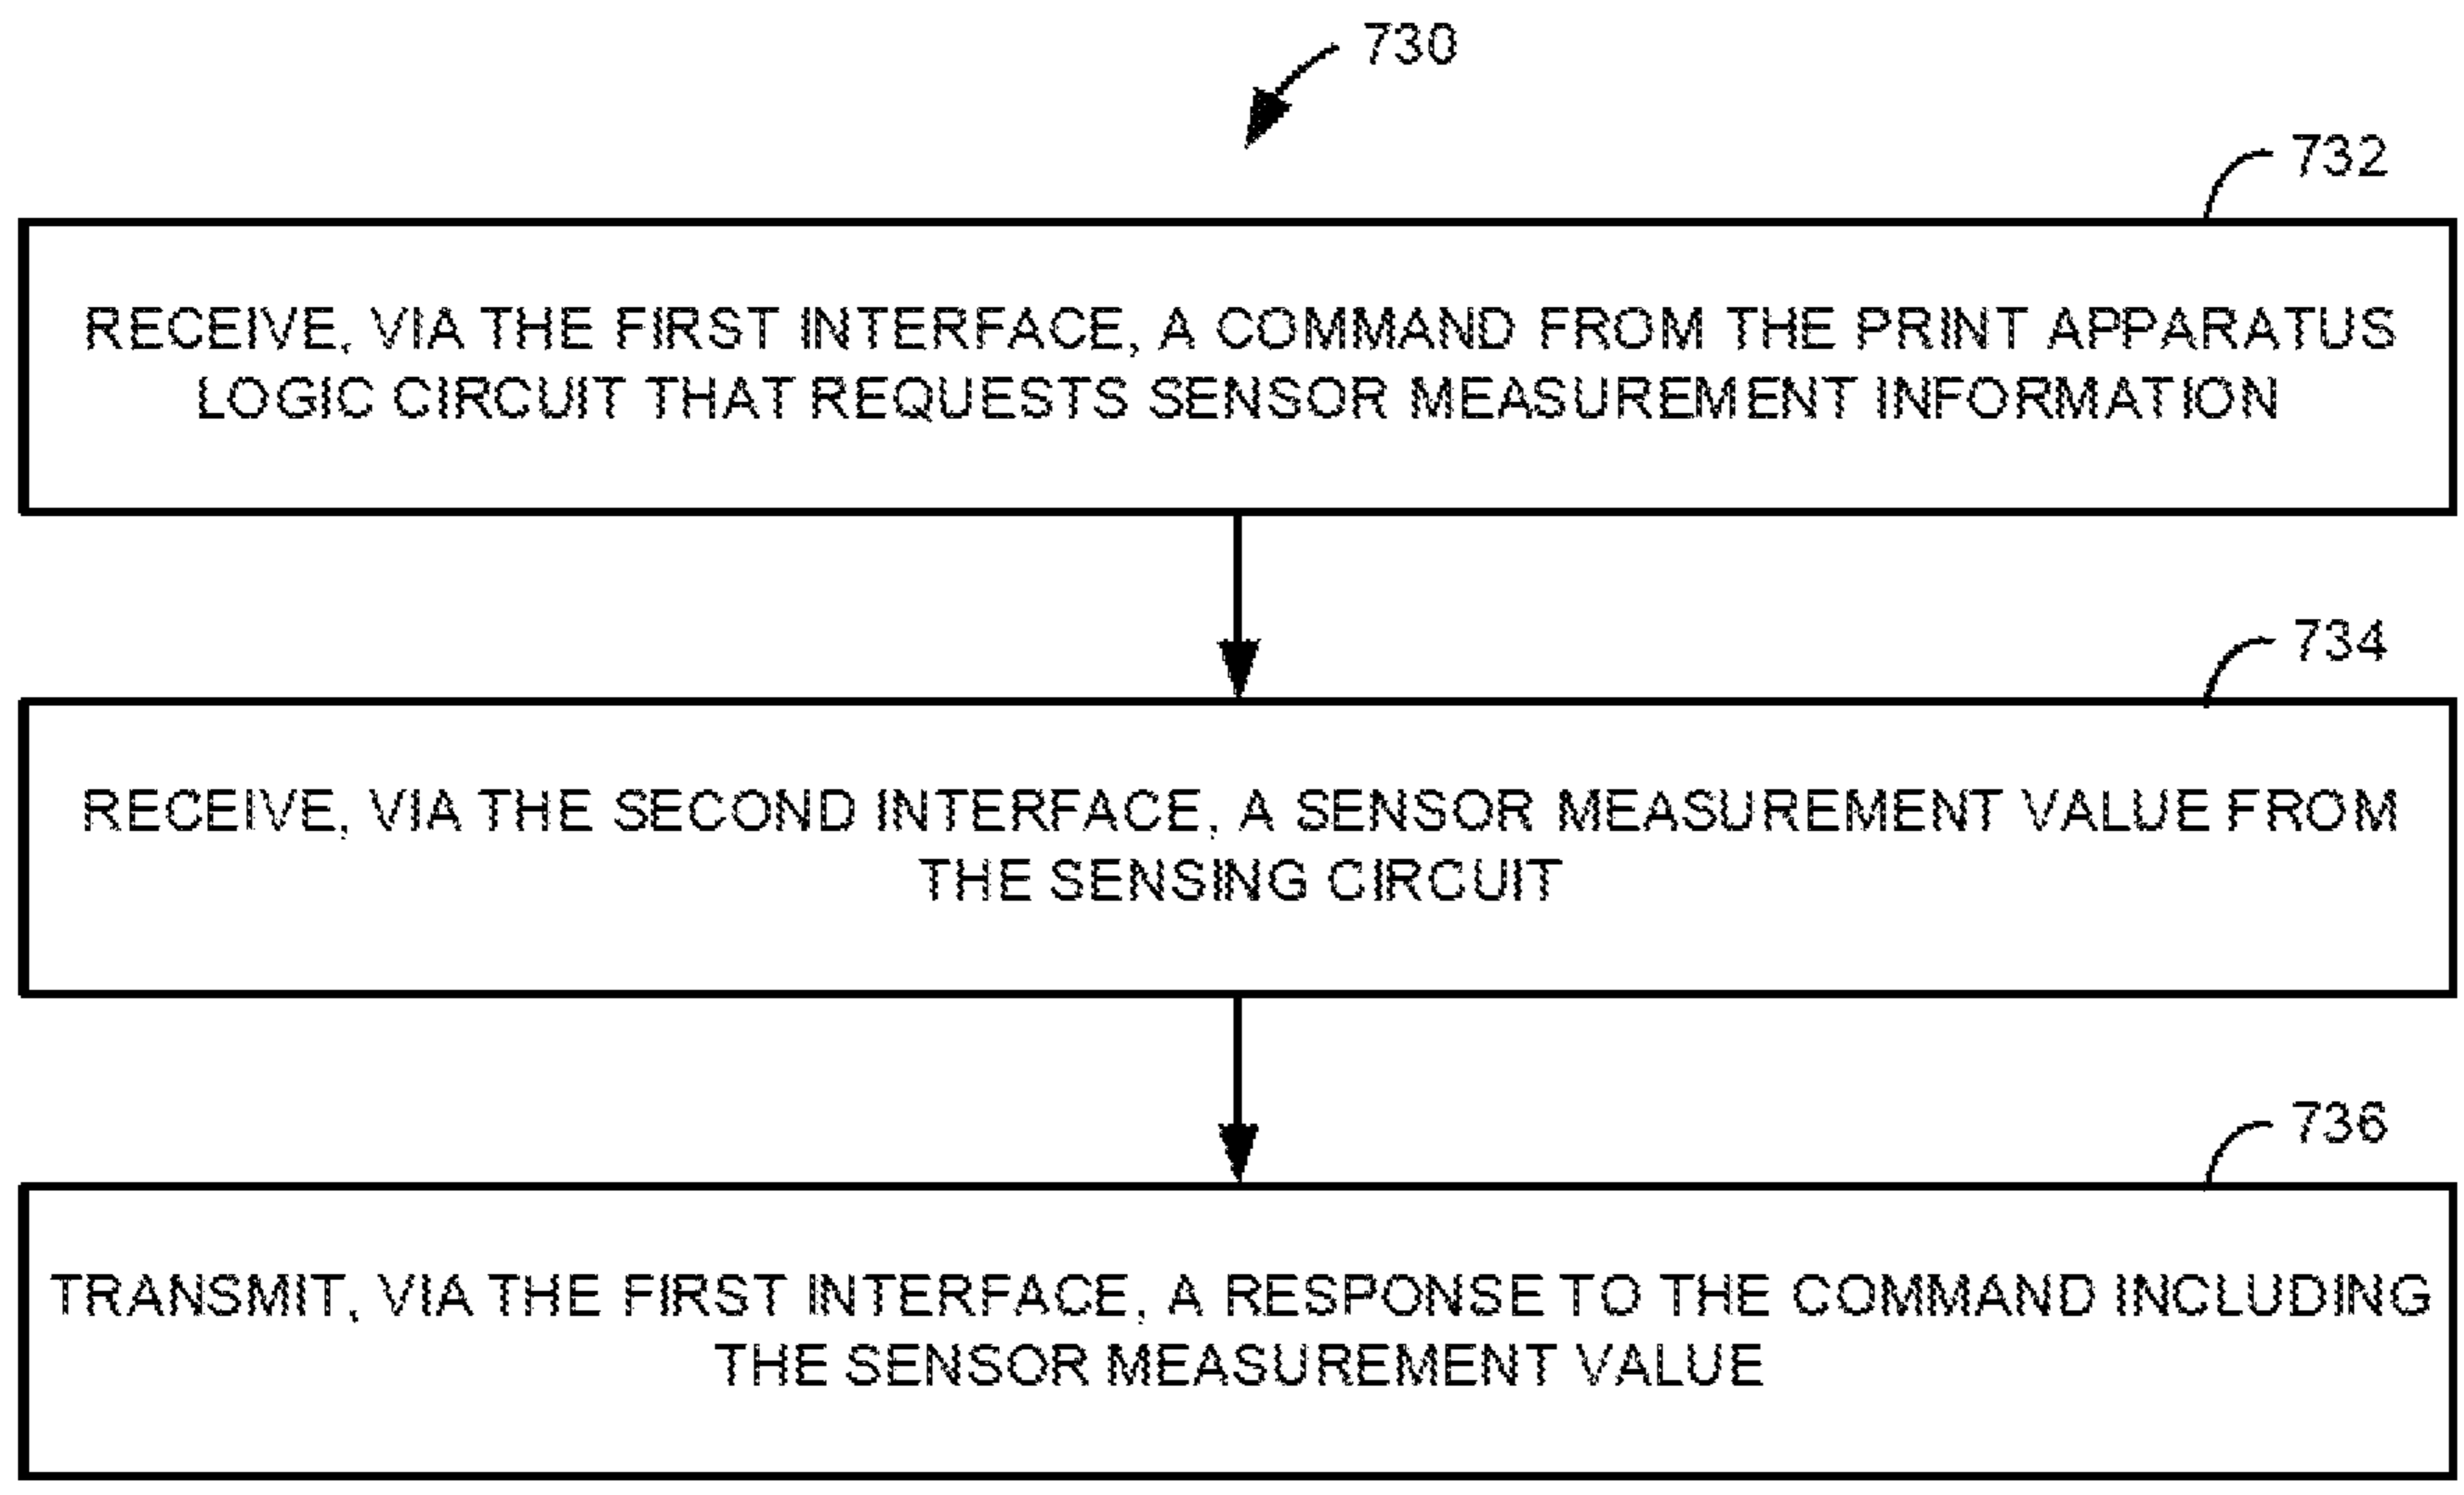 730
732
RECEIVE, VIA THE FIRST INTERFACE, A COMMAND FROM THE PRINT APPARATUS
LOGIC CIRCUIT THAT REQUESTS SENSOR MEASUREMENT INFORMATION
734
RECEIVE, VIA THE SECOND INTERFACE, A SENSOR MEASUREMENT VALUE FROM
THE SENSING CIRCUIT
736
TRANSMIT, VIA THE FIRST INTERFACE, A RESPONSE TO THE COMMAND INCLUDING
THE SENSOR MEASUREMENT VALUE